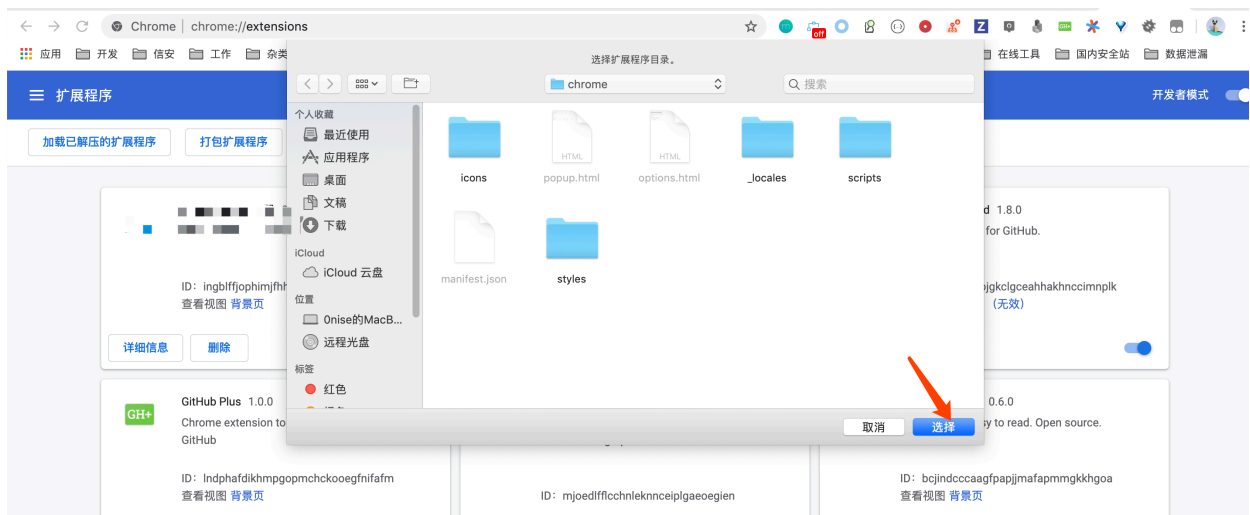 Chrome | chrome://extensions
off
GH+
Z
应用 开发 信安 工作 杂类 在线工具 国内安全站 数据泄漏
选择扩展程序目录。
chrome
搜索
扩展程序
开发者模式
加载已解压的扩展程序
打包扩展程序
个人收藏
最近使用
应用程序
桌面
文稿
下载
iCloud
iCloud 云盘
位置
0nise的MacB...
远程光盘
标签
红色
icons
HTML
popup.html
HTML
options.html
_locales
scripts
manifest.json
styles
取消
选择
ID: ingblffjophimjfhh
查看视图 背景页
详细信息
删除
d 1.8.0
for GitHub.
jgkclgceahhakhnccimnplk
(无效)
GH+
GitHub Plus 1.0.0
Chrome extension to
GitHub
ID: lndphafdikhmpgopmchckooegfnifafm
查看视图 背景页
ID: mjoedlfflcchnleknnceiplgaeoegien
0.6.0
sy to read. Open source.
ID: bcjindcccaagfpapjjmafapmmgkkhgoa
查看视图 背景页